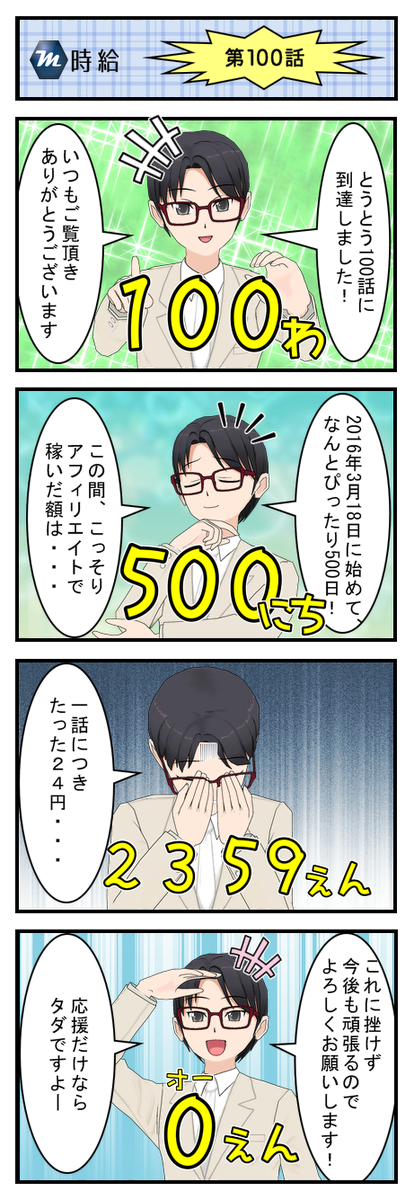 m時給
第100話
とうとう100話に
到達しました!
いつもご覧頂き
ありがとうございます
100わ
2016年3月18日に始めて、
なんとぴったり500日!
この間、こっそり
アフィリエイトで
稼いだ額は・・・
500にち
一話につき
たった24円・・・
2359えん
これに挫けず
今後も頑張るので
よろしくお願いします!
応援だけなら
タダですよー
オー
0えん